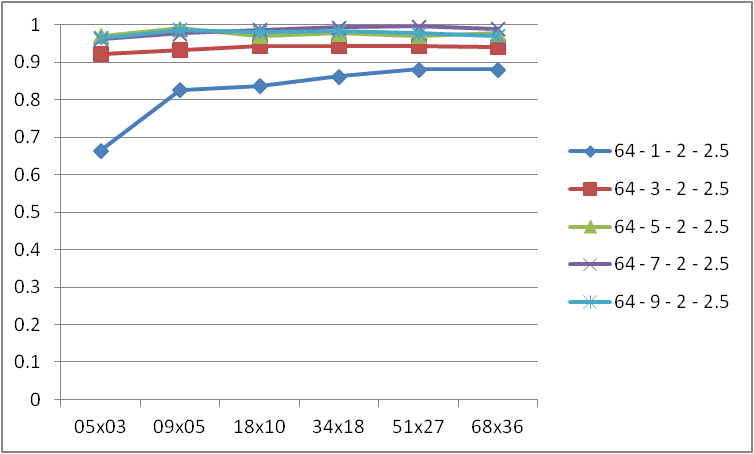 1
0.9
0.8
0.7
0.6
0.5
0.4
0.3
0.2
0.1
0
05x03 09x05 18x10 34x18 51x27 68x36
64 - 1 - 2 - 2.5
64 - 3 - 2 - 2.5
64 - 5 - 2 - 2.5
64 - 7 - 2 - 2.5
64 - 9 - 2 - 2.5